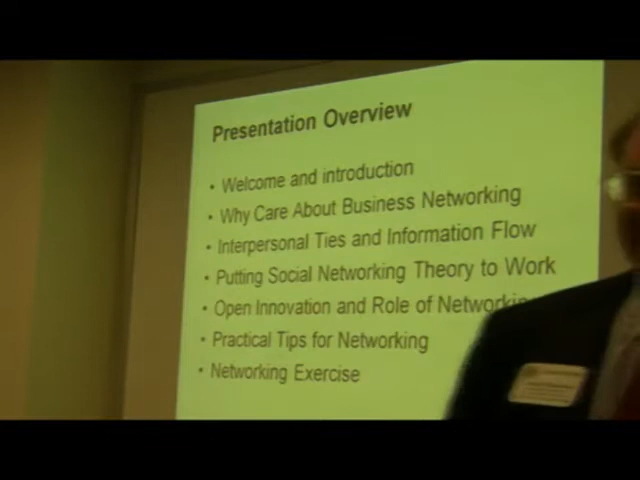 Presentation Overview
• Welcome and introduction
• Why Care About Business Networking
• Interpersonal Ties and Information Flow
• Putting Social Networking Theory to Work
• Open Innovation and Role of Networking
• Practical Tips for Networking
• Networking Exercise